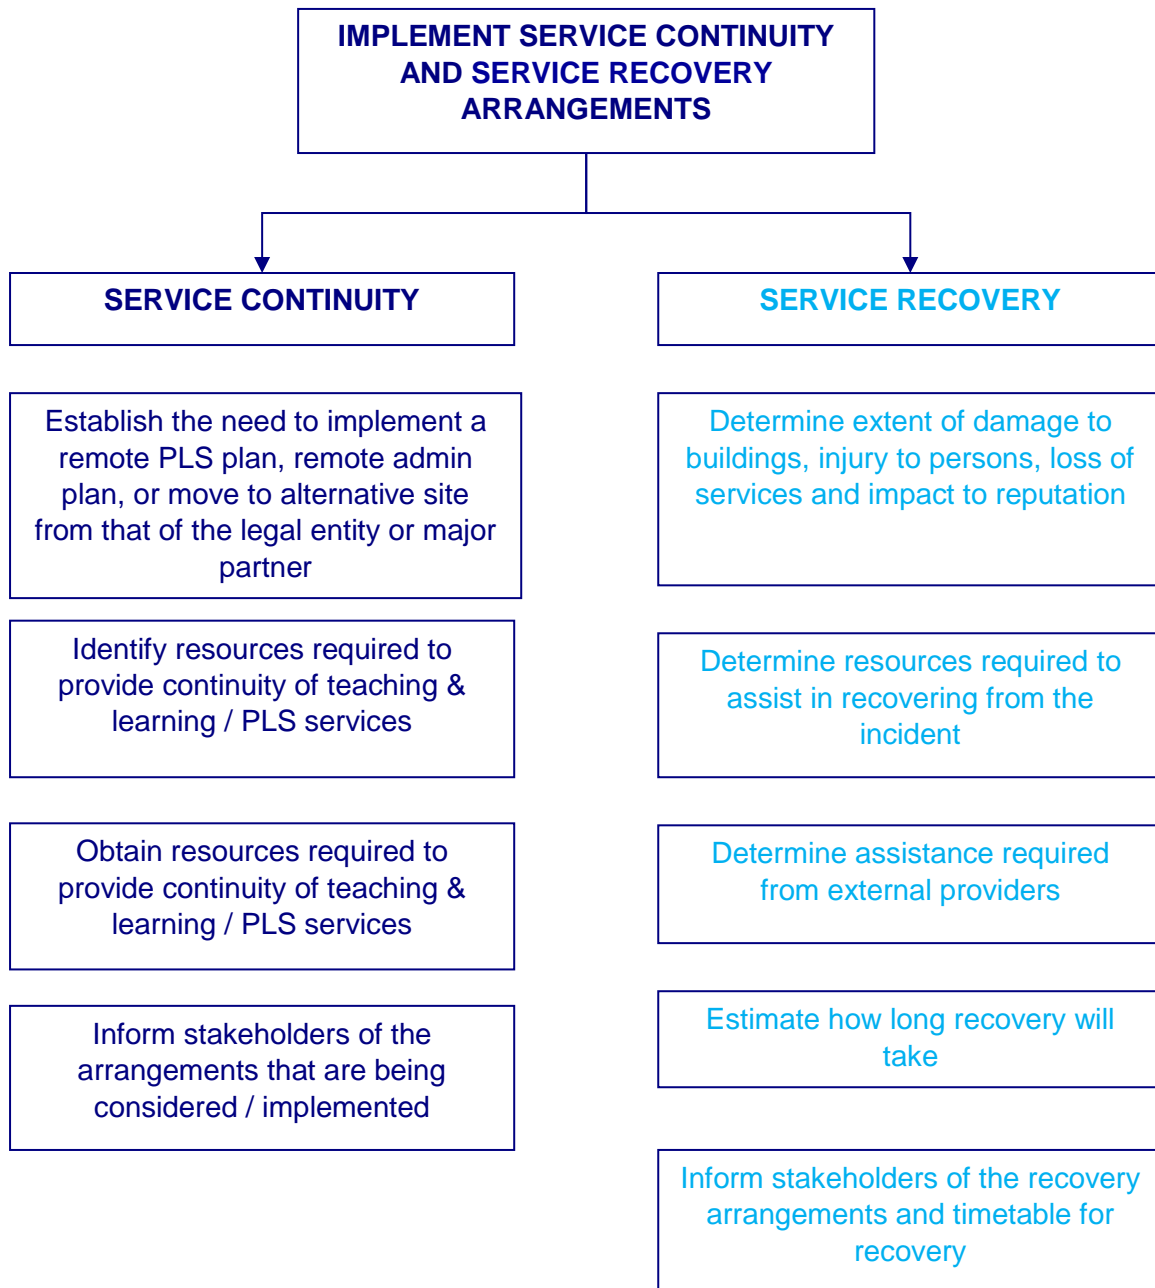 IMPLEMENT SERVICE CONTINUITY
AND SERVICE RECOVERY
ARRANGEMENTS
SERVICE CONTINUITY
Establish the need to implement a
remote PLS plan, remote admin
plan, or move to alternative site
from that of the legal entity or major
partner
Identify resources required to
provide continuity of teaching &
learning / PLS services
Obtain resources required to
provide continuity of teaching &
learning / PLS services
Inform stakeholders of the
arrangements that are being
considered / implemented
SERVICE RECOVERY
Determine extent of damage to
buildings, injury to persons, loss of
services and impact to reputation
Determine resources required to
assist in recovering from the
incident
Determine assistance required
from external providers
Estimate how long recovery will
take
Inform stakeholders of the recovery
arrangements and timetable for
recovery